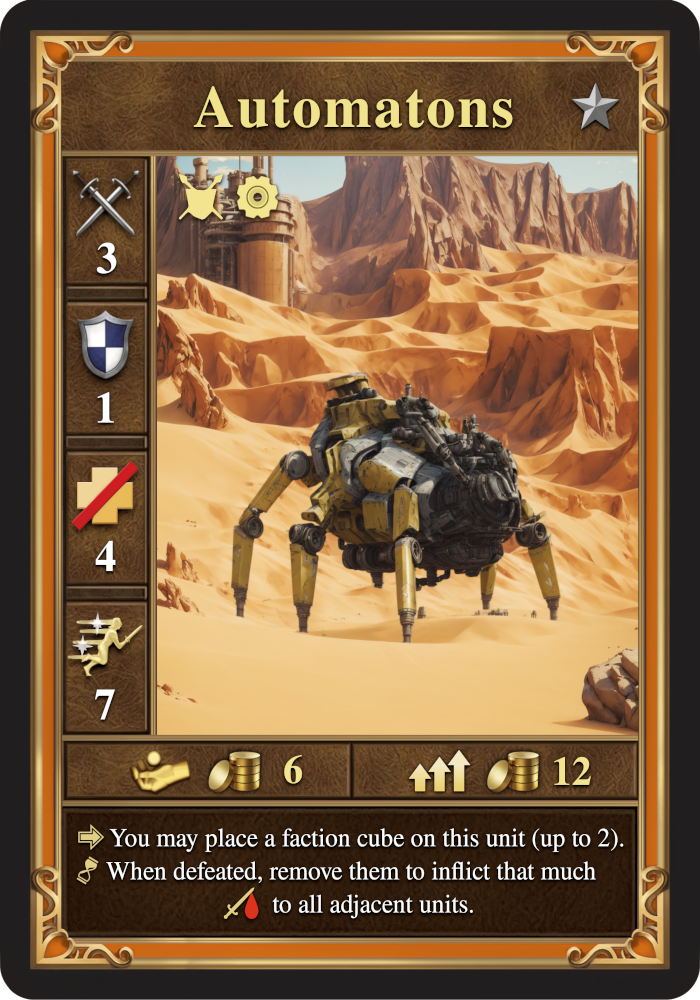 Automatons
3
1
4
7
6
12
You may place a faction cube on this unit (up to 2).
When defeated, remove them to inflict that much
to all adjacent units.